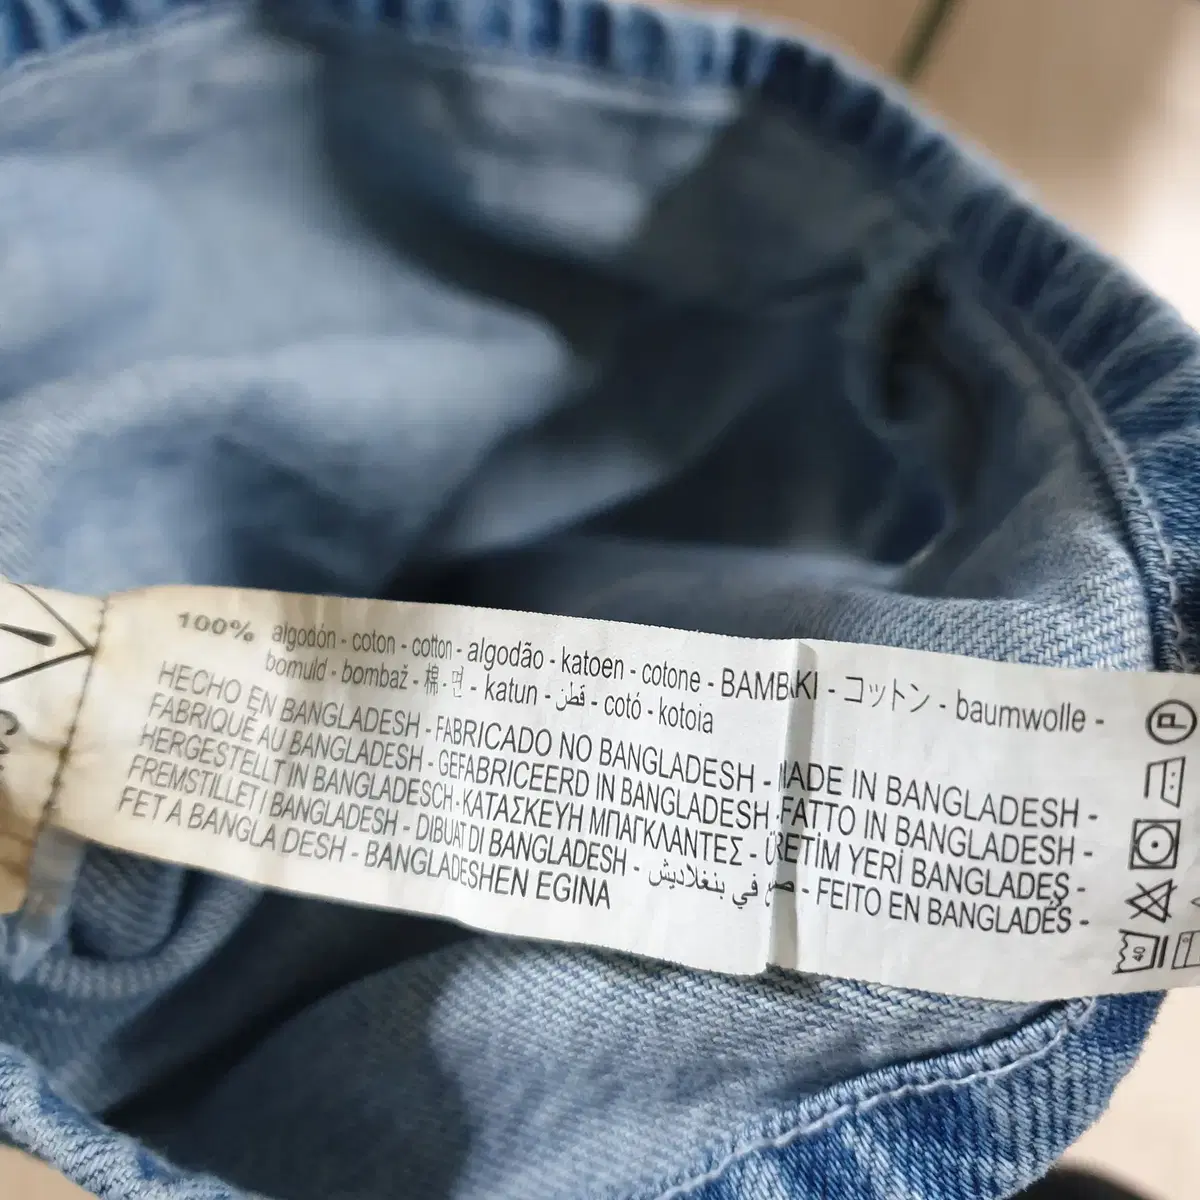 100% algodón - coton - cotton - algodão - katoen - cotone - BAMBAKI - コットン - baumwolle -
bomuld - bombaž - 棉 - 면 - katun - قطن - cotó - kotoia
HECHO EN BANGLADESH - FABRICADO NO BANGLADESH - MADE IN BANGLADESH -
FABRIQUÉ AU BANGLADESH - GEFABRICEERD IN BANGLADESH - FATTO IN BANGLADESH -
HERGESTELLT IN BANGLADESCH - ΚΑΤΑΣΚΕΥΗ ΜΠΑΓΚΛΑΝΤΕΣ - ÜRETİM YERİ BANGLADEŞ -
FREMSTILLET I BANGLADESH - DIBUAT DI BANGLADESH - صنع في بنغلاديش - FEITO EN BANGLADÉS -
FET A BANGLA DESH - BANGLADESHEN EGINA
P
40